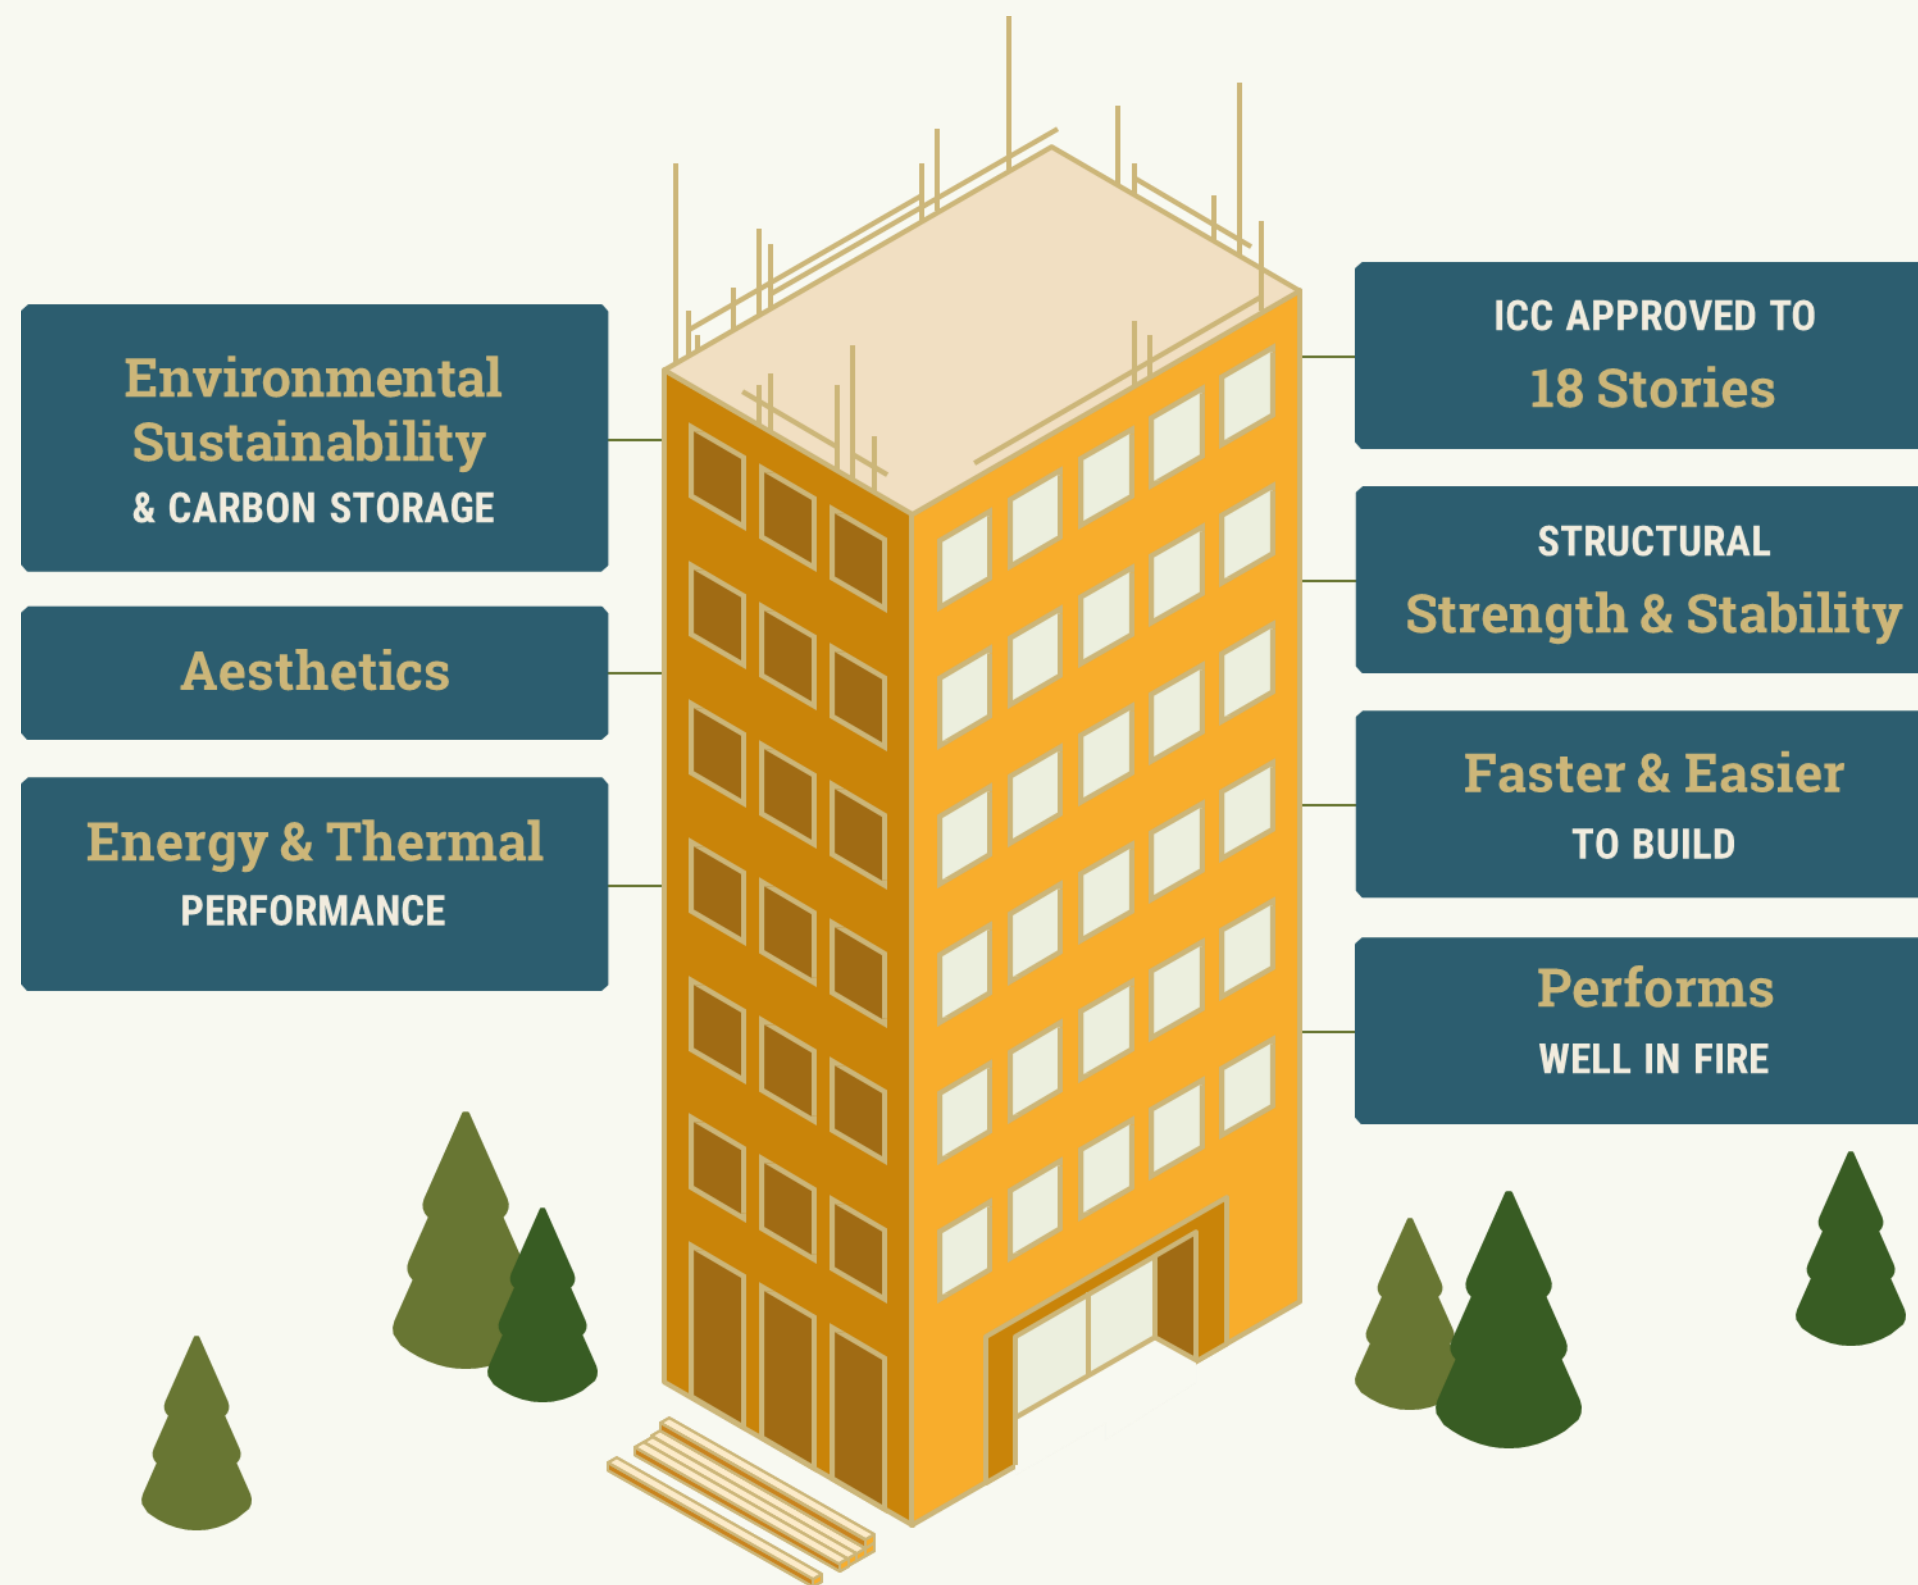 Environmental
Sustainability
& CARBON STORAGE
Aesthetics
Energy & Thermal
PERFORMANCE
ICC APPROVED TO
18 Stories
STRUCTURAL
Strength & Stability
Faster & Easier
TO BUILD
Performs
WELL IN FIRE